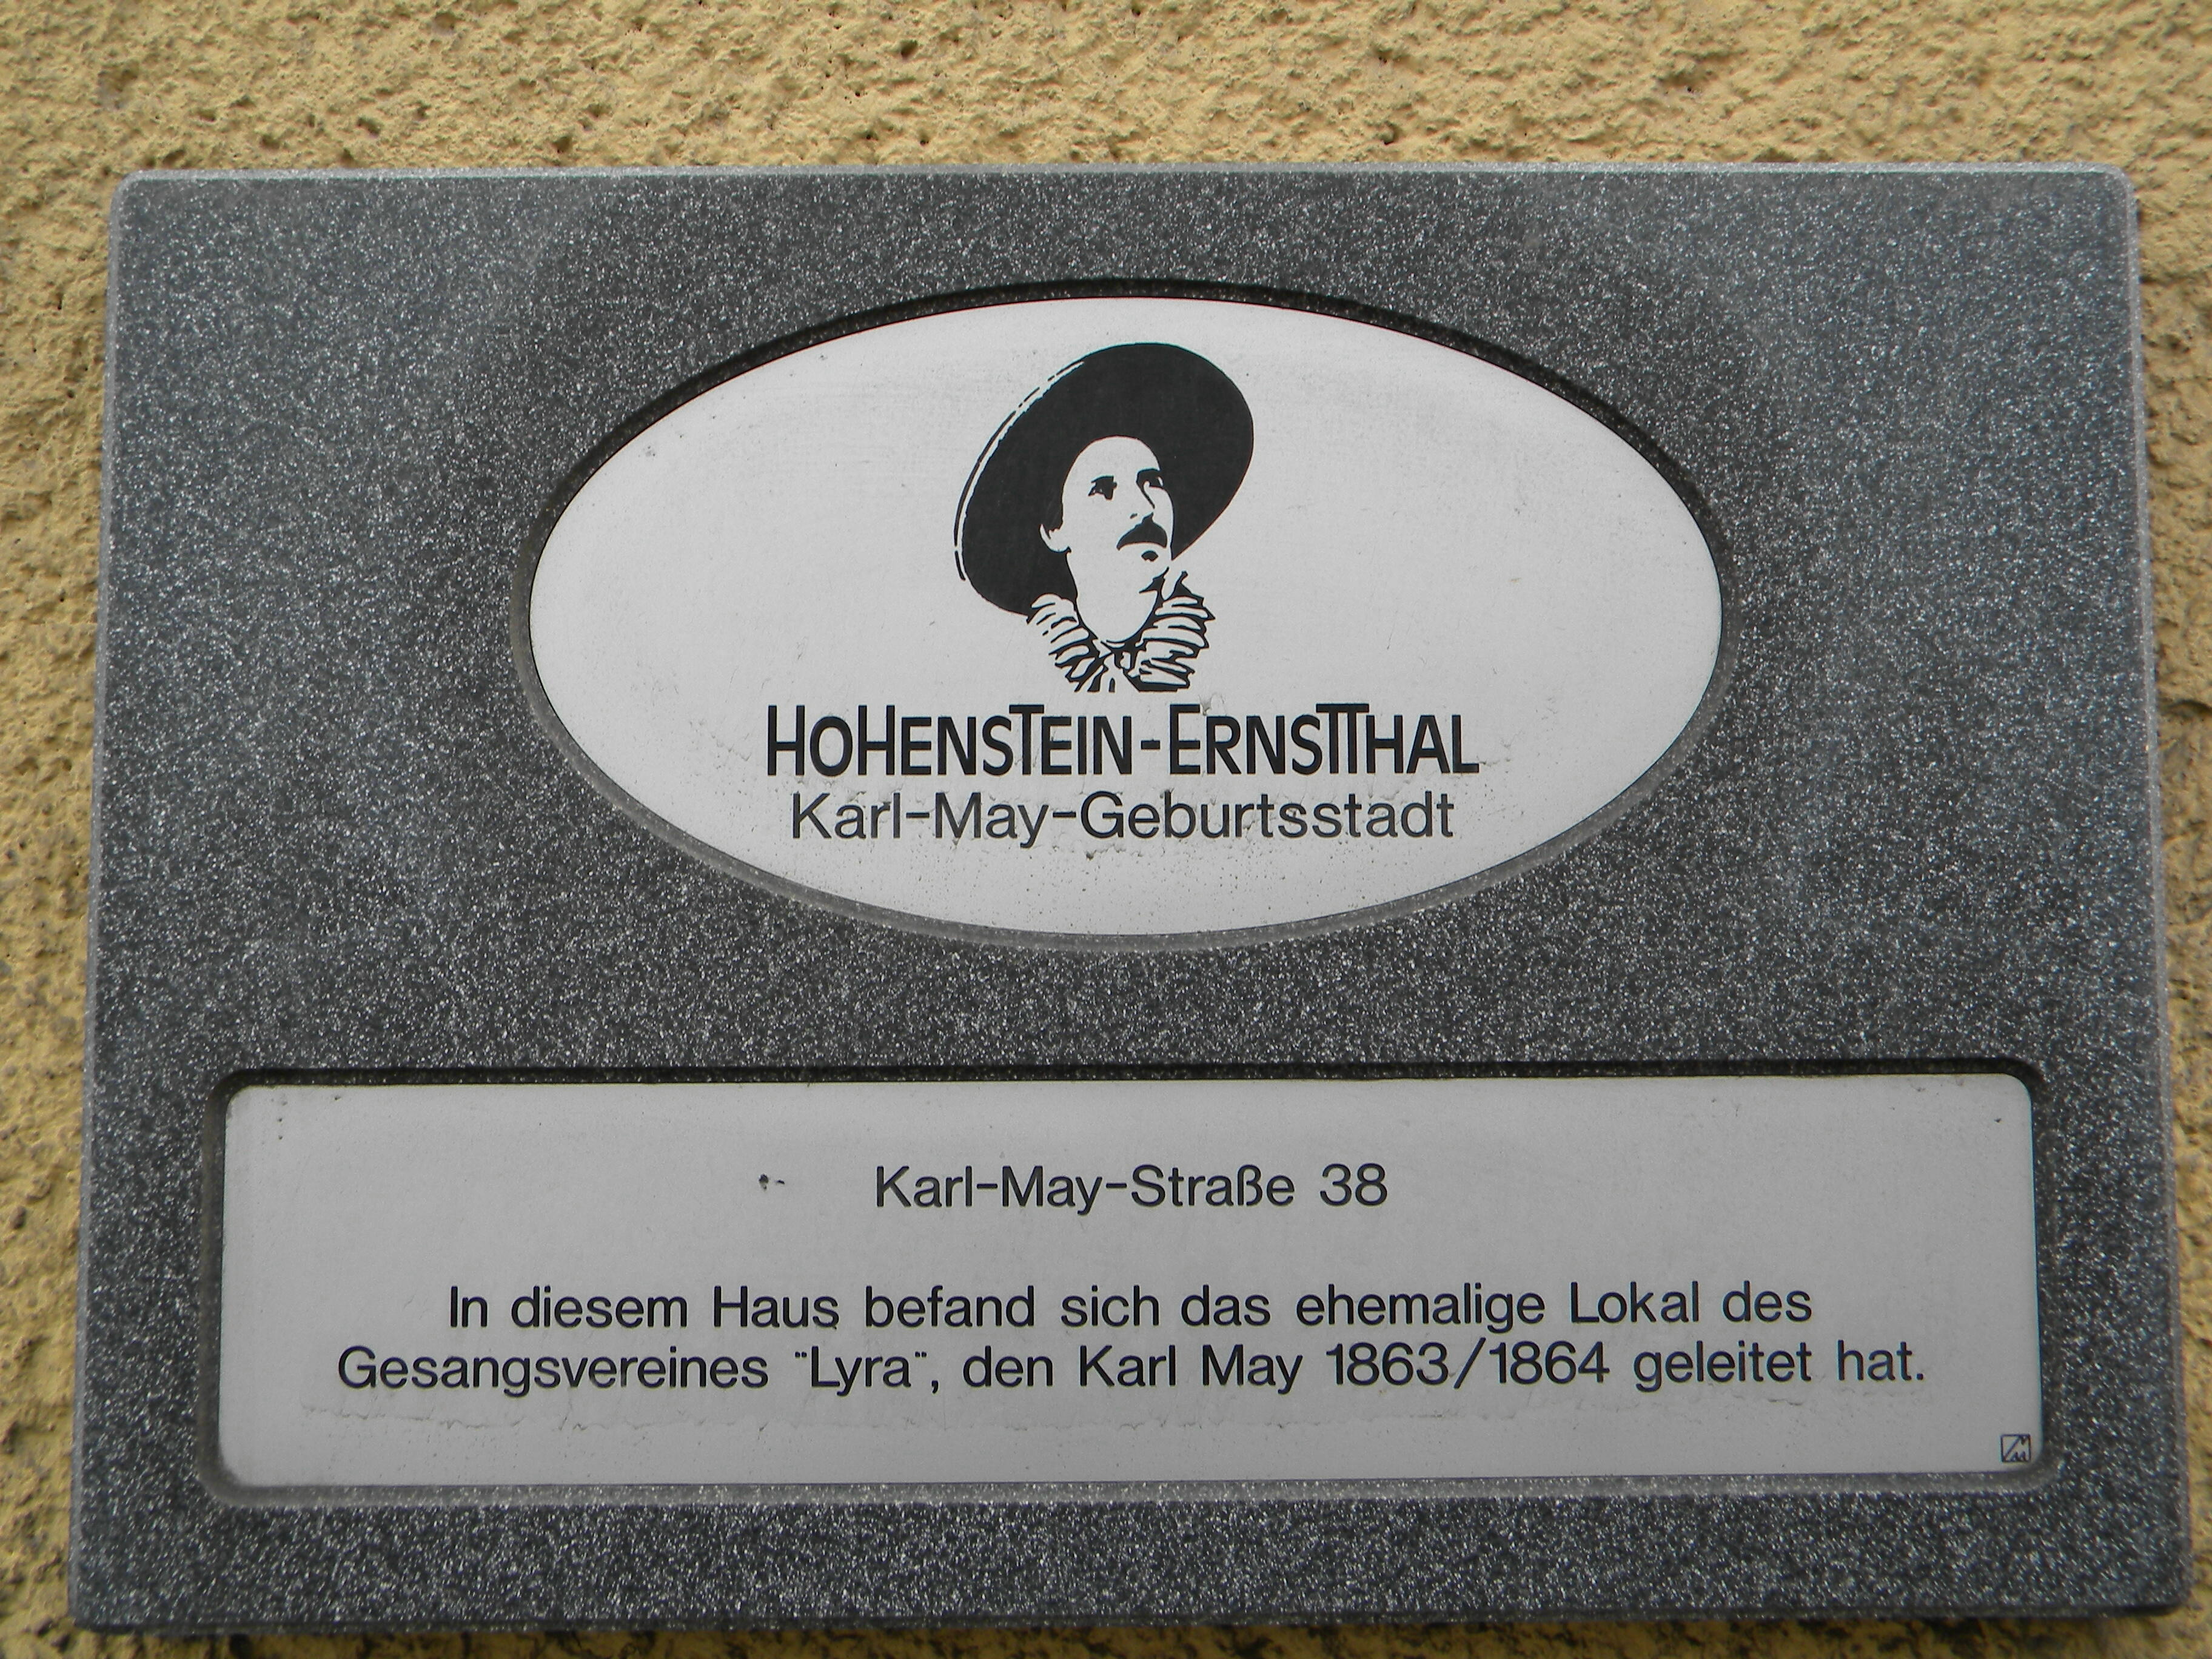 HOHENSTEIN-ERNSTTHAL
Karl-May-Geburtsstadt
Karl-May-Straße 38
In diesem Haus befand sich das ehemalige Lokal des
Gesangsvereines "Lyra", den Karl May 1863/1864 geleitet hat.